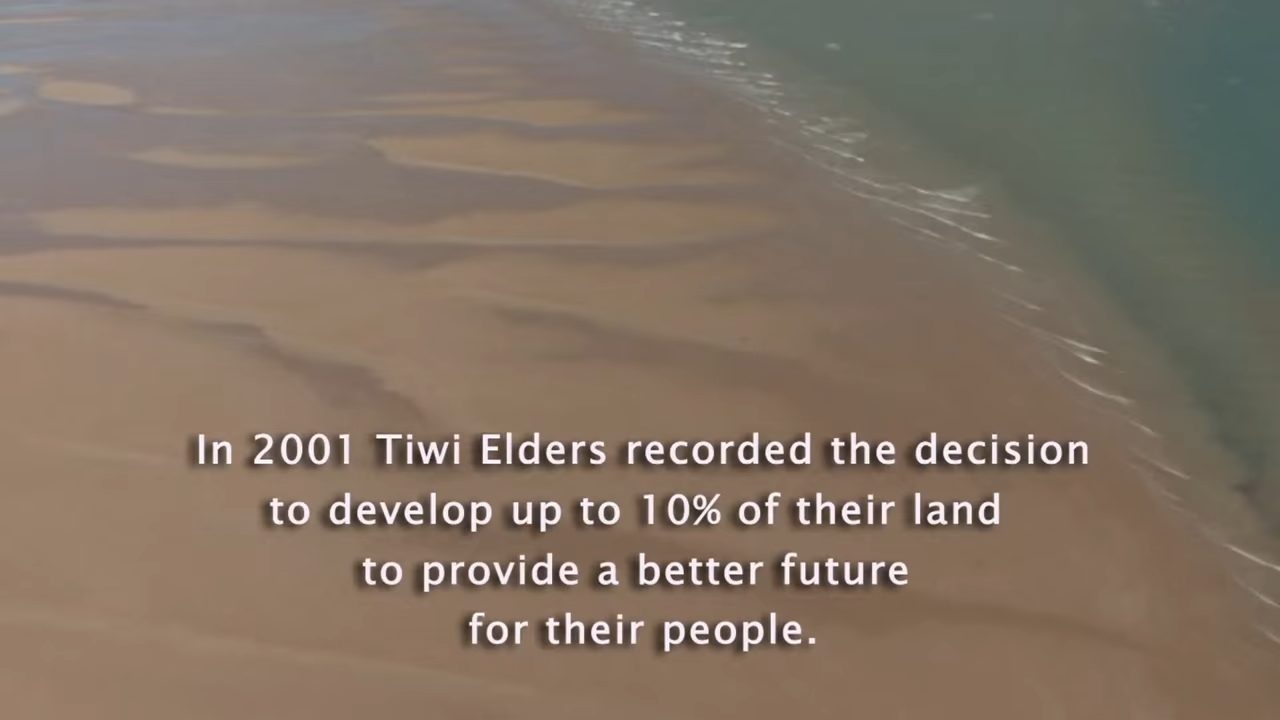 In 2001 Tiwi Elders recorded the decision
to develop up to 10% of their land
to provide a better future
for their people.